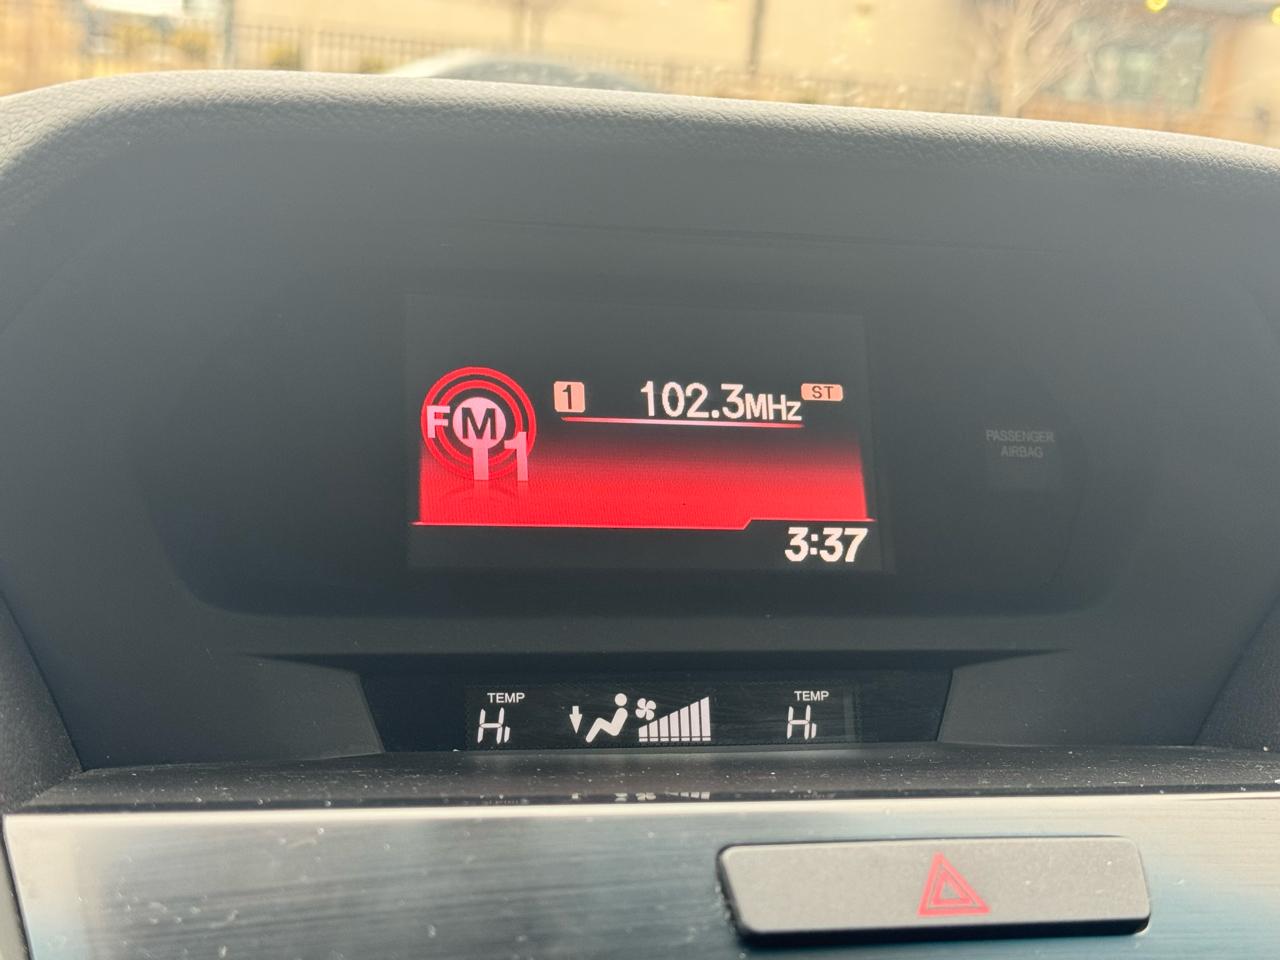 FM 1
1 102.3MHz ST
PASSENGER
AIRBAG
3:37
TEMP
Hi
TEMP
Hi